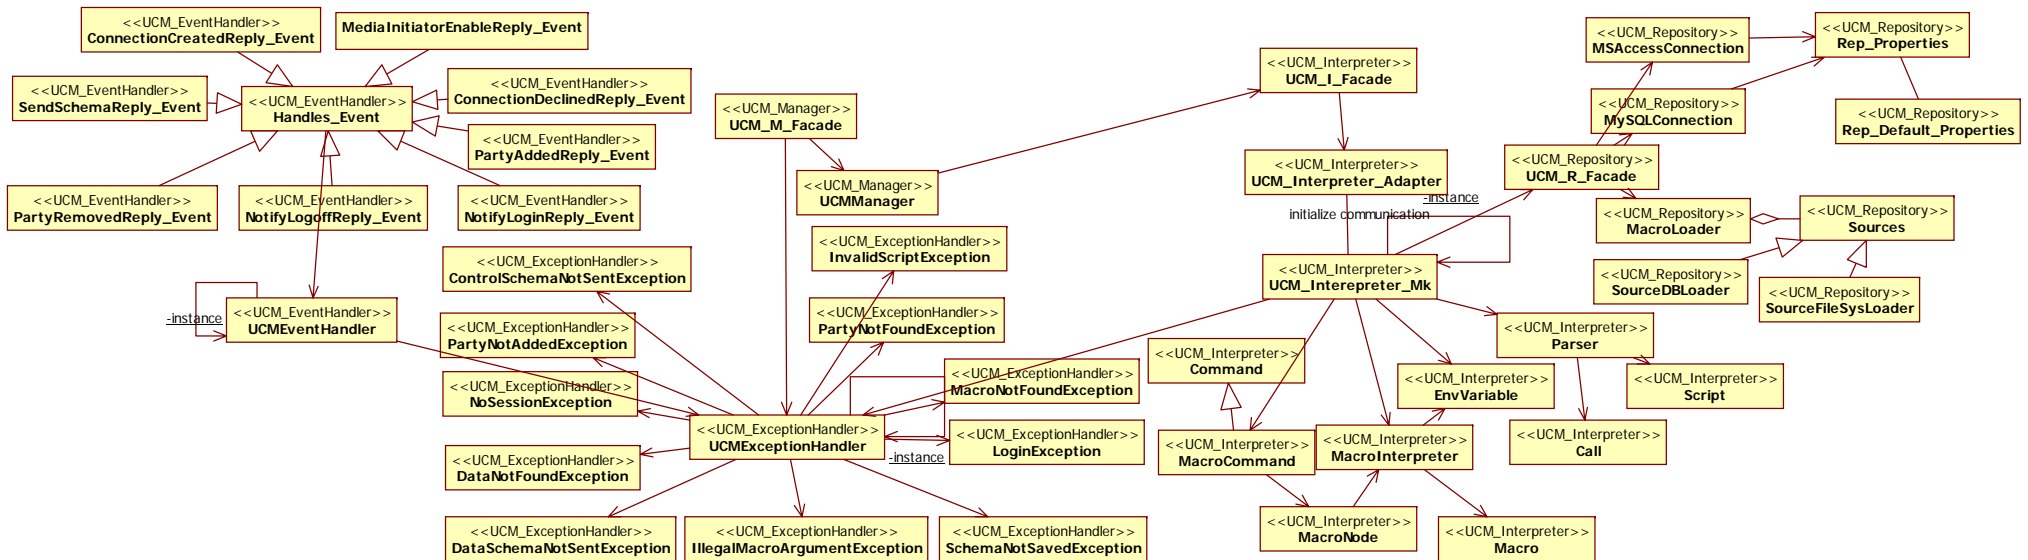 <<UCM_EventHandler>>
ConnectionCreatedReply_Event
MediaInitiatorEnableReply_Event
<<UCM_EventHandler>>
SendSchemaReply_Event
<<UCM_EventHandler>>
Handles_Event
<<UCM_EventHandler>>
ConnectionDeclinedReply_Event
<<UCM_EventHandler>>
PartyAddedReply_Event
<<UCM_EventHandler>>
PartyRemovedReply_Event
<<UCM_EventHandler>>
NotifyLogoffReply_Event
<<UCM_EventHandler>>
NotifyLoginReply_Event
-instance
<<UCM_EventHandler>>
UCMEventHandler
<<UCM_Manager>>
UCM_M_Facade
<<UCM_Manager>>
UCMManager
<<UCM_ExceptionHandler>>
ControlSchemaNotSentException
<<UCM_ExceptionHandler>>
InvalidScriptException
<<UCM_ExceptionHandler>>
PartyNotAddedException
<<UCM_ExceptionHandler>>
PartyNotFoundException
<<UCM_ExceptionHandler>>
NoSessionException
<<UCM_ExceptionHandler>>
MacroNotFoundException
<<UCM_ExceptionHandler>>
UCMExceptionHandler
-instance
<<UCM_ExceptionHandler>>
LoginException
<<UCM_ExceptionHandler>>
DataNotFoundException
<<UCM_ExceptionHandler>>
DataSchemaNotSentException
<<UCM_ExceptionHandler>>
IllegalMacroArgumentException
<<UCM_ExceptionHandler>>
SchemaNotSavedException
<<UCM_Interpreter>>
UCM_I_Facade
<<UCM_Interpreter>>
UCM_Interpreter_Adapter
initialize communication
-instance
<<UCM_Interpreter>>
UCM_Interepreter_Mk
<<UCM_Interpreter>>
Command
<<UCM_Interpreter>>
MacroCommand
<<UCM_Interpreter>>
MacroInterpreter
<<UCM_Interpreter>>
EnvVariable
<<UCM_Interpreter>>
Parser
<<UCM_Interpreter>>
Script
<<UCM_Interpreter>>
Call
<<UCM_Interpreter>>
MacroNode
<<UCM_Interpreter>>
Macro
<<UCM_Repository>>
MSAccessConnection
<<UCM_Repository>>
Rep_Properties
<<UCM_Repository>>
MySQLConnection
<<UCM_Repository>>
Rep_Default_Properties
<<UCM_Repository>>
UCM_R_Facade
<<UCM_Repository>>
MacroLoader
<<UCM_Repository>>
Sources
<<UCM_Repository>>
SourceDBLoader
<<UCM_Repository>>
SourceFileSysLoader